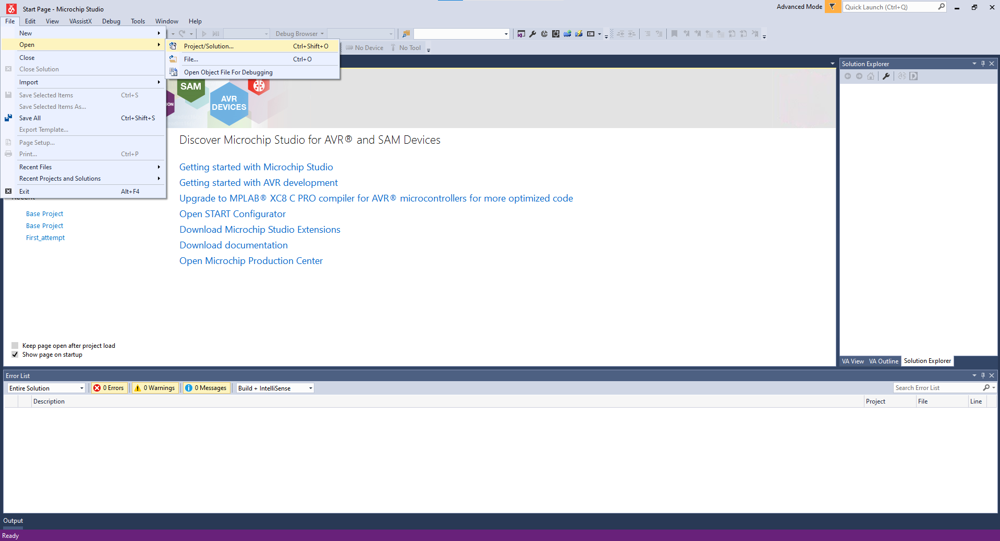 Start Page - Microchip Studio
Advanced Mode
Quick Launch (Ctrl+Q)
File Edit View VAssistX Debug Tools Window Help
New
Open
Close
Close Solution
Import
Save Selected Items Ctrl+S
Save Selected Items As...
Save All Ctrl+Shift+S
Export Template...
Page Setup...
Print... Ctrl+P
Recent Files
Recent Projects and Solutions
Exit Alt+F4
Debug Browser
Project/Solution... Ctrl+Shift+O
File... Ctrl+O
Open Object File For Debugging
No Device No Tool
SAM
AVR
DEVICES
ION
Discover Microchip Studio for AVR® and SAM Devices
Getting started with Microchip Studio
Getting started with AVR development
Upgrade to MPLAB® XC8 C PRO compiler for AVR® microcontrollers for more optimized code
Open START Configurator
Download Microchip Studio Extensions
Download documentation
Open Microchip Production Center
Recent
Base Project
Base Project
First_attempt
Keep page open after project load
Show page on startup
Solution Explorer
VA View VA Outline Solution Explorer
Error List
Entire Solution 0 Errors 0 Warnings 0 Messages Build + IntelliSense Search Error List
Description Project File Line
Output
Ready